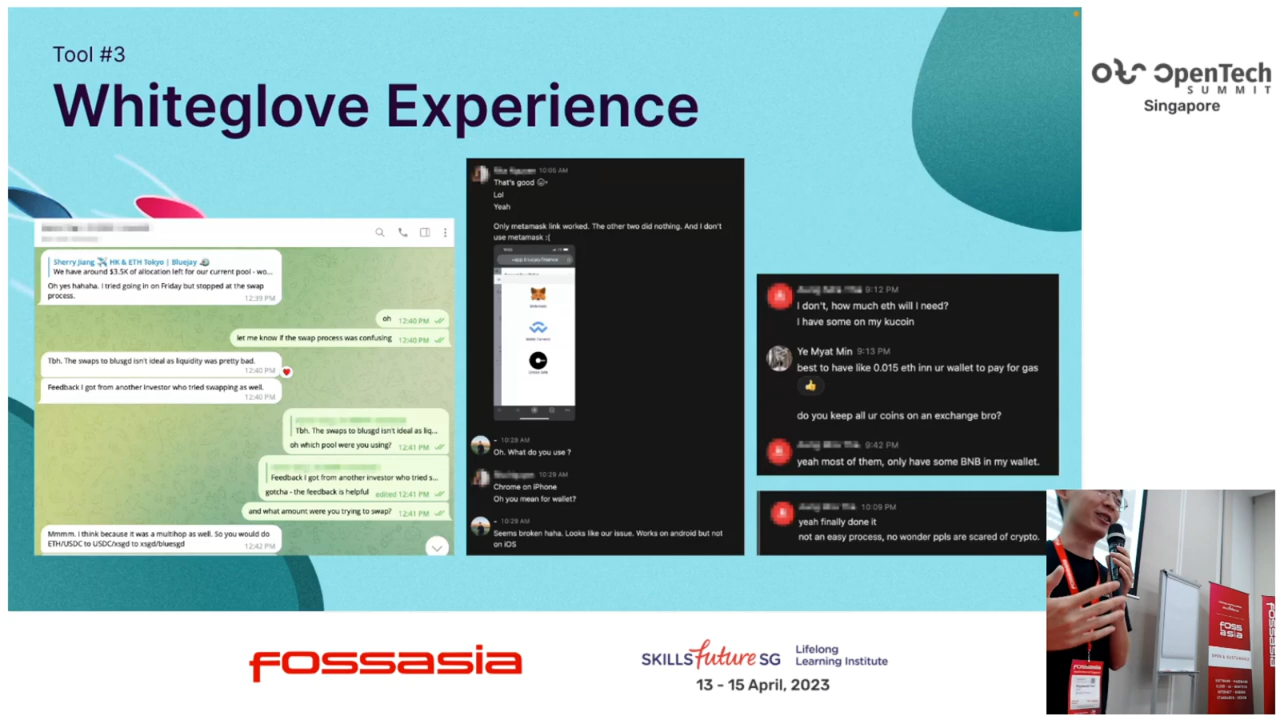 Tool #3
Whiteglove Experience
OpenTech
SUMMIT
Singapore
Sherry Jiang ✈️ HK & ETH Tokyo | Bluejay
We have around $3.5K of allocation left for our current pool - wo...
Oh yes hahaha. I tried going in on Friday but stopped at the swap
process.
12:39 PM
oh 12:40 PM
let me know if the swap process was confusing 12:40 PM
Tbh. The swaps to blusgd isn't ideal as liquidity was pretty bad.
12:40 PM
Feedback I got from another investor who tried swapping as well.
12:40 PM
Tbh. The swaps to blusgd isn't ideal as liq...
oh which pool were you using? 12:41 PM
Feedback I got from another investor who tried s...
gotcha - the feedback is helpful edited 12:41 PM
and what amount were you trying to swap? 12:41 PM
Mmmm. I think because it was a multihop as well. So you would do
ETH/USDC to USDC/xsgd to xsgd/bluesgd
12:42 PM
10:05 AM
That's good
Lol
Yeah
Only metamask link worked. The other two did nothing. And I don't
use metamask :(
- 10:28 AM
Oh. What do you use ?
10:29 AM
Chrome on iPhone
Oh you mean for wallet?
- 10:29 AM
Seems broken haha. Looks like our issue. Works on android but not
on iOS
9:12 PM
I don't, how much eth will I need?
I have some on my kucoin
Ye Myat Min 9:13 PM
best to have like 0.015 eth inn ur wallet to pay for gas
👍
do you keep all ur coins on an exchange bro?
9:42 PM
yeah most of them, only have some BNB in my wallet.
10:09 PM
yeah finally done it
not an easy process, no wonder ppls are scared of crypto.
foss
asia
fossasia
SKILLS future SG
Lifelong
Learning Institute
13 - 15 April, 2023